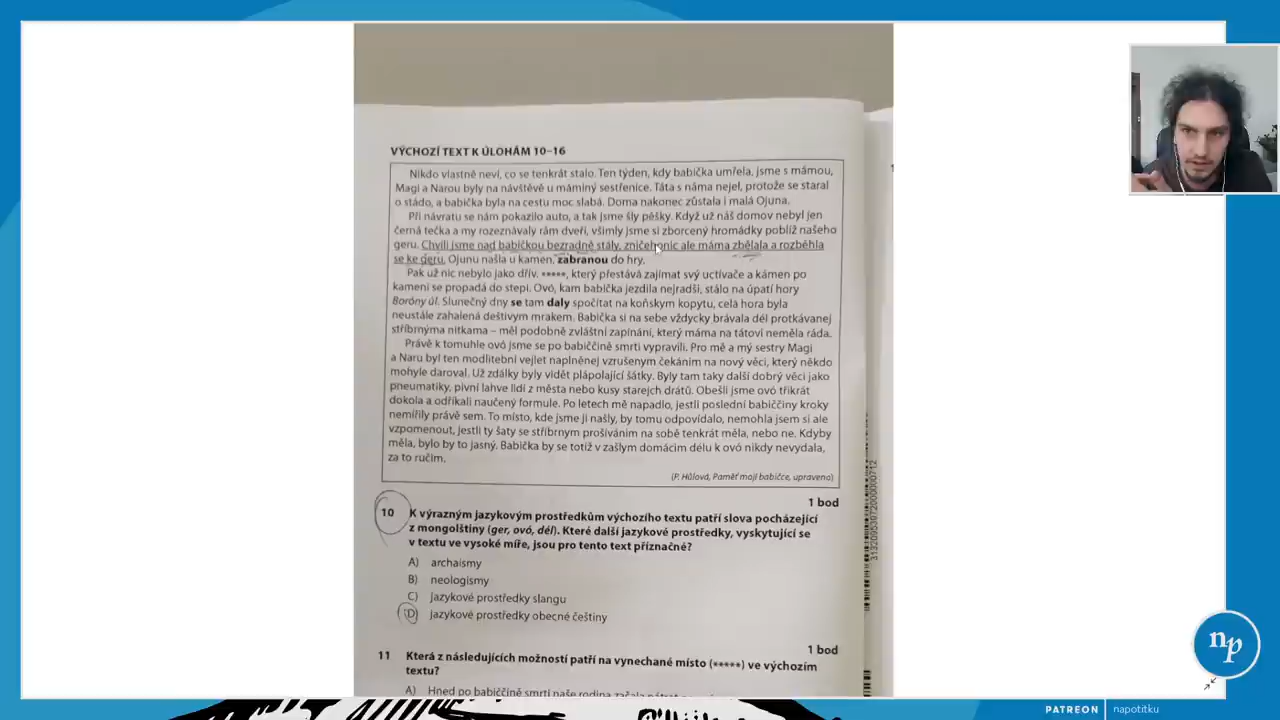 VÝCHOZÍ TEXT K ÚLOHÁM 10–16
Nikdo vlastně neví, co se tenkrát stalo. Ten týden, kdy babička umřela, jsme s mámou,
Magi a Narou byly na návštěvě u máminý sestřenice. Táta s náma nejel, protože se staral
o stádo, a babička byla na cestu moc slabá. Doma nakonec zůstala i malá Ojuna.
Při návratu se nám pokazilo auto, a tak jsme šly pěšky. Když už náš domov nebyl jen
černá tečka a my rozeznávaly rám dveří, všimly jsme si zborcený hromádky poblíž našeho
geru. Chvíli jsme nad babičkou bezradně stály, zničehonic ale máma zbělala a rozběhla
se ke geru. Ojunu našla u kamen, zabranou do hry.
Pak už nic nebylo jako dřív. *****, který přestává zajímat svý uctívače a kámen po
kameni se propadá do stepi. Ovó, kam babička jezdila nejradši, stálo na úpatí hory
Boróny úl. Slunečný dny se tam daly spočítat na koňskym kopytu, celá hora byla
neustále zahalená deštivym mrakem. Babička si na sebe vždycky brávala dél protkávanej
stříbrnýma nitkama – měl podobně zvláštní zapínání, který máma na tátovi neměla ráda.
Právě k tomuhle ovó jsme se po babiččině smrti vypravili. Pro mě a mý sestry Magi
a Naru byl ten modlitební vejlet naplněnej vzrušenym čekáním na nový věci, který někdo
mohyle daroval. Už zdálky byly vidět plápolající šátky. Byly tam taky další dobrý věci jako
pneumatiky, pivní lahve lidí z města nebo kusy starejch drátů. Obešli jsme ovó třikrát
dokola a odříkali naučený formule. Po letech mě napadlo, jestli poslední babiččiny kroky
nemířily právě sem. To místo, kde jsme ji našly, by tomu odpovídalo, nemohla jsem si ale
vzpomenout, jestli ty šaty se stříbrnym prošíváním na sobě tenkrát měla, nebo ne. Kdyby
měla, bylo by to jasný. Babička by se totiž v zašlym domácim délu k ovó nikdy nevydala,
za to ručim.
(P. Hůlová, Paměť mojí babičce, upraveno)
1 bod
10 K výrazným jazykovým prostředkům výchozího textu patří slova pocházející
z mongolštiny (ger, ovó, dél). Které další jazykové prostředky, vyskytující se
v textu ve vysoké míře, jsou pro tento text příznačné?
A) archaismy
B) neologismy
C) jazykové prostředky slangu
D) jazykové prostředky obecné češtiny
1 bod
11 Která z následujících možností patří na vynechané místo (*****) ve výchozím
textu?
A) Hned po babiččině smrti naše rodina začala
np
PATREON napotitku